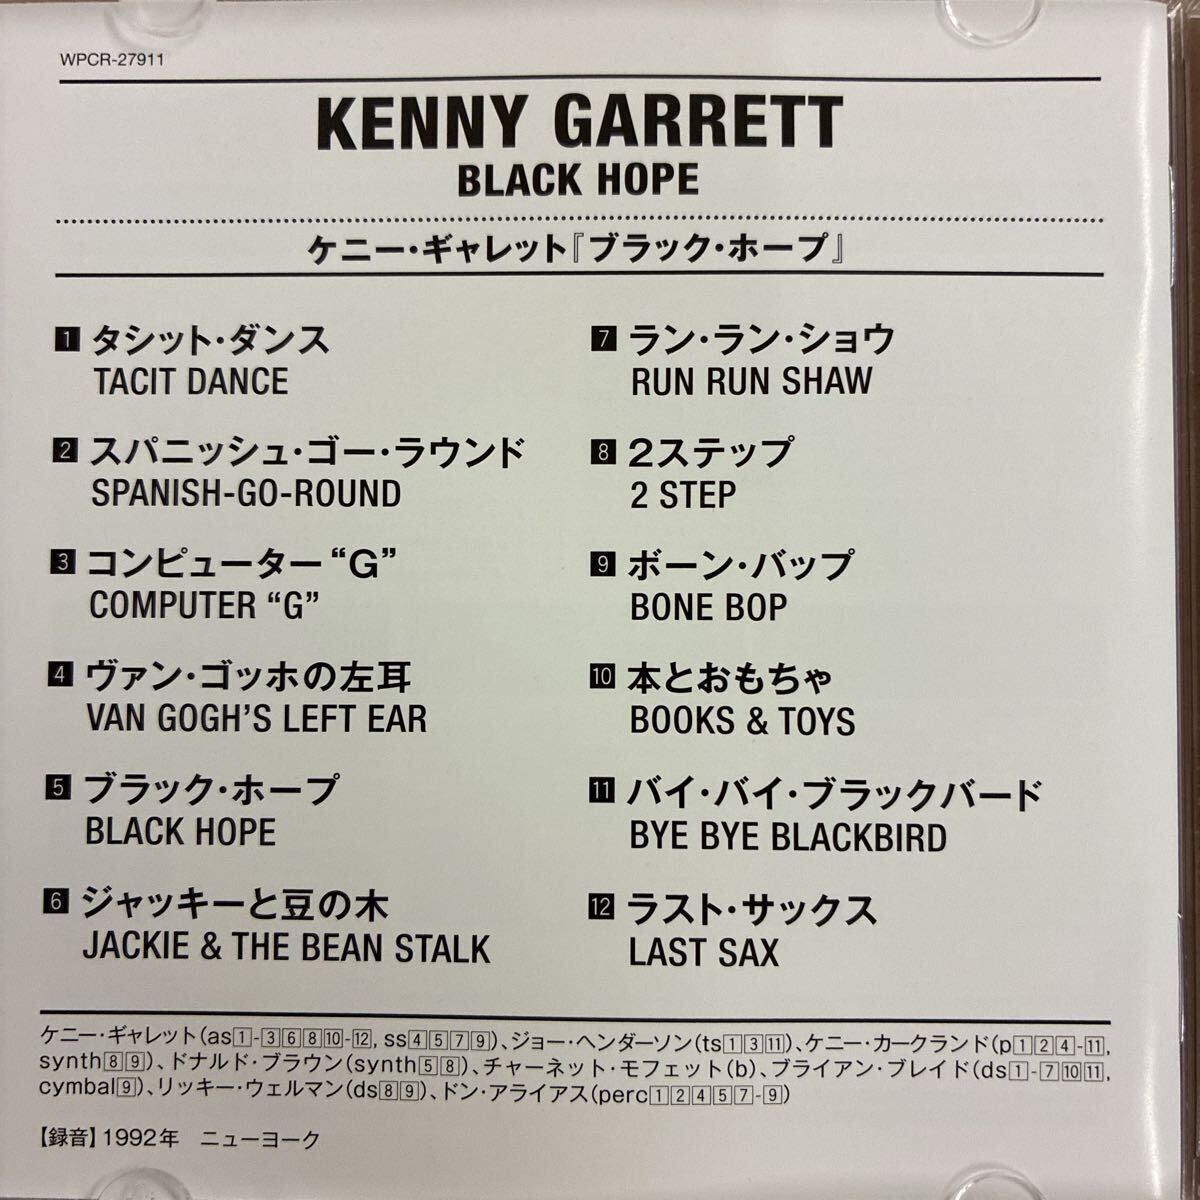 WPCR-27911
KENNY GARRETT
BLACK HOPE
ケニー・ギャレット『ブラック・ホープ』
1 タシット・ダンス
TACIT DANCE
2 スパニッシュ・ゴー・ラウンド
SPANISH-GO-ROUND
3 コンピューター“G”
COMPUTER “G”
4 ヴァン・ゴッホの左耳
VAN GOGH'S LEFT EAR
5 ブラック・ホープ
BLACK HOPE
6 ジャッキーと豆の木
JACKIE & THE BEAN STALK
7 ラン・ラン・ショウ
RUN RUN SHAW
8 2ステップ
2 STEP
9 ボーン・バップ
BONE BOP
10 本とおもちゃ
BOOKS & TOYS
11 バイ・バイ・ブラックバード
BYE BYE BLACKBIRD
12 ラスト・サックス
LAST SAX
ケニー・ギャレット(as1-36810-12, ss4579)、ジョー・ヘンダーソン(ts1311)、ケニー・カークランド(p124-11,
synth89)、ドナルド・ブラウン(synth58)、チャーネット・モフェット(b)、ブライアン・ブレイド(ds1-71011,
cymbal9)、リッキー・ウェルマン(ds89)、ドン・アライアス(perc12457-9)
【録音】1992年 ニューヨーク